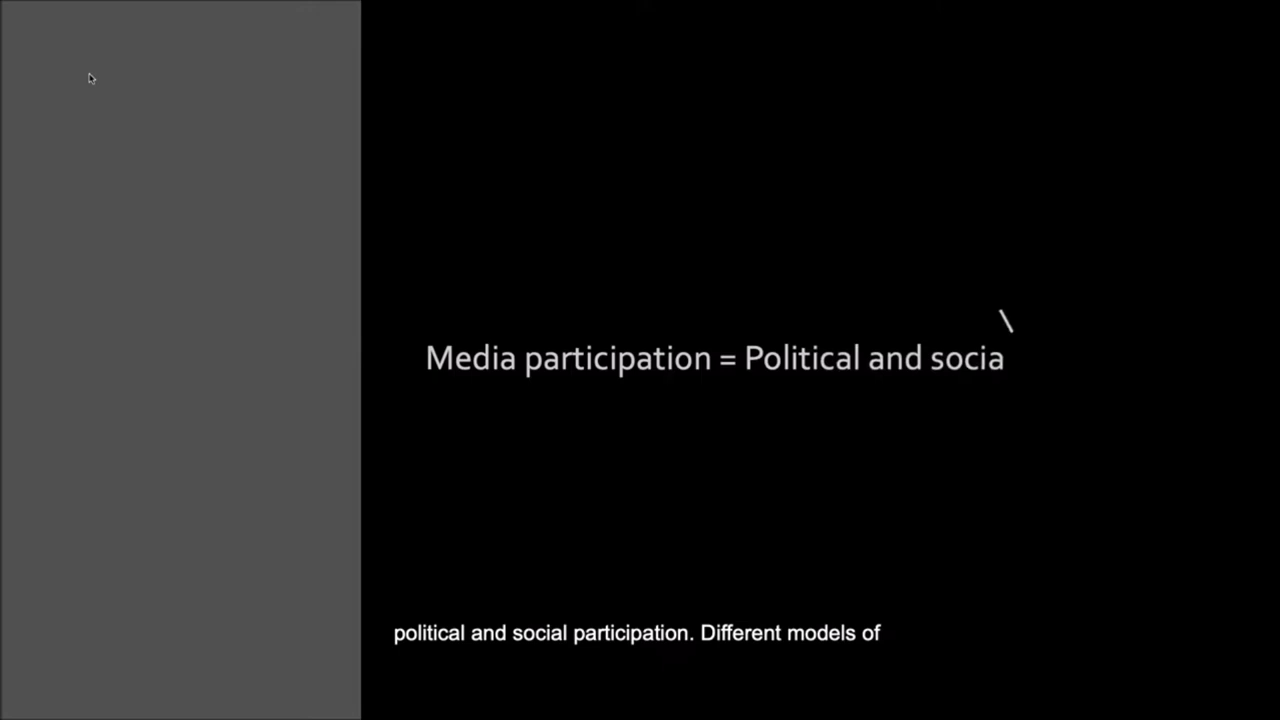 Media participation = Political and socia\
political and social participation. Different models of